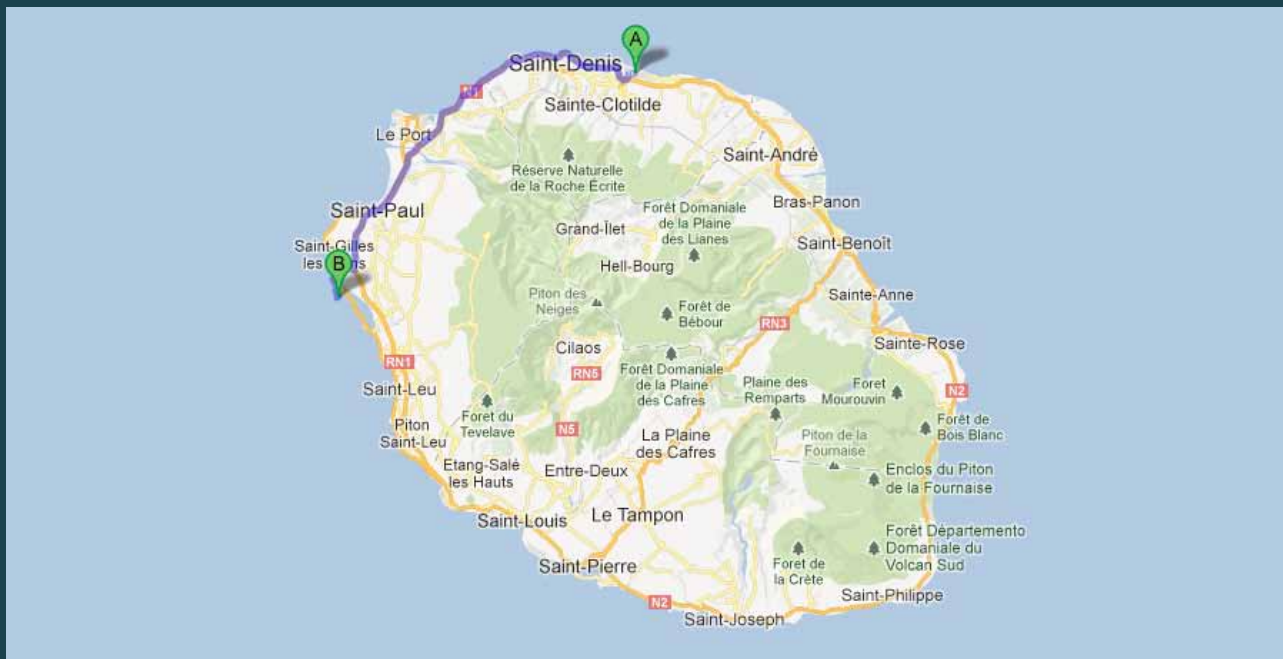 A
Saint-Denis
N1
Sainte-Clotilde
Le Port
Saint-André
Réserve Naturelle
de la Roche Écrite
Bras-Panon
Saint-Paul
Forêt Domaniale
de la Plaine
des Lianes
Grand-Îlet
Saint-Benoît
Saint-Gilles
les
B
Hell-Bourg
Piton des
Neiges
Sainte-Anne
Forêt de
Bébour
RN3
Sainte-Rose
Cilaos
RN1
RN5
Forêt Domaniale
de la Plaine
des Cafres
Plaine des
Remparts
Foret
Mourouvin
N2
Saint-Leu
Foret du
Tevelave
Piton
Saint-Leu
N5
La Plaine
des Cafres
Piton de la
Fournaise
Forêt de
Bois Blanc
Etang-Salé
les Hauts
Entre-Deux
Enclos du Piton
de la Fournaise
Saint-Louis
Le Tampon
Forêt Départemento
Domaniale du
Volcan Sud
Saint-Pierre
Foret de
la Crète
Saint-Philippe
N2
Saint-Joseph